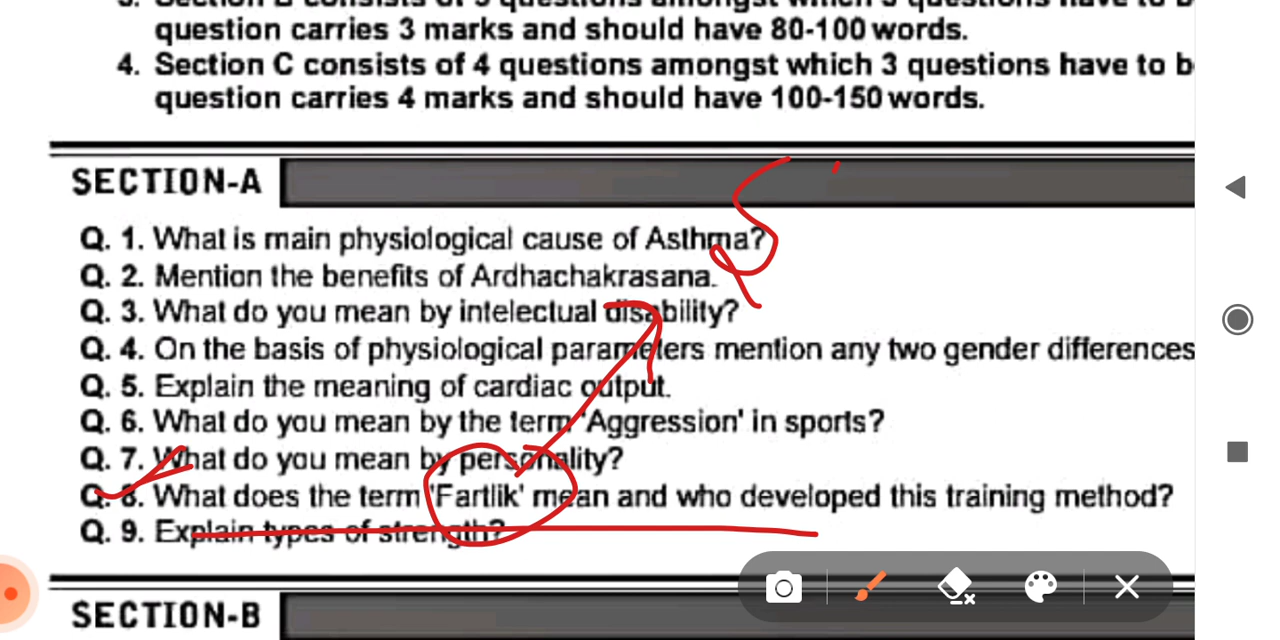 question carries 3 marks and should have 80-100 words.
4. Section C consists of 4 questions amongst which 3 questions have to b
question carries 4 marks and should have 100-150 words.
SECTION-A
Q. 1. What is main physiological cause of Asthma?
Q. 2. Mention the benefits of Ardhachakrasana.
Q. 3. What do you mean by intelectual disability?
Q. 4. On the basis of physiological parameters mention any two gender differences
Q. 5. Explain the meaning of cardiac output.
Q. 6. What do you mean by the term 'Aggression' in sports?
Q. 7. What do you mean by personality?
Q. 8. What does the term 'Fartlik' mean and who developed this training method?
Q. 9. Explain types of strength?
SECTION-B